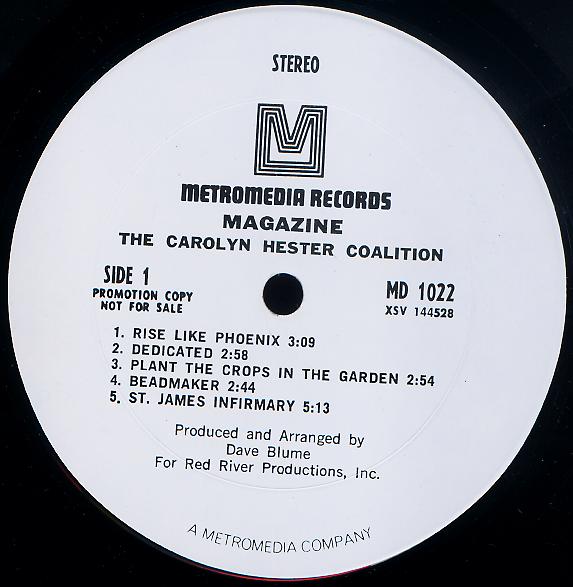 STEREO
METROMEDIA RECORDS
MAGAZINE
THE CAROLYN HESTER COALITION
SIDE 1
PROMOTION COPY
NOT FOR SALE
MD 1022
XSV 144528
1. RISE LIKE PHOENIX 3:09
2. DEDICATED 2:58
3. PLANT THE CROPS IN THE GARDEN 2:54
4. BEADMAKER 2:44
5. ST. JAMES INFIRMARY 5:13
Produced and Arranged by
Dave Blume
For Red River Productions, Inc.
A METROMEDIA COMPANY